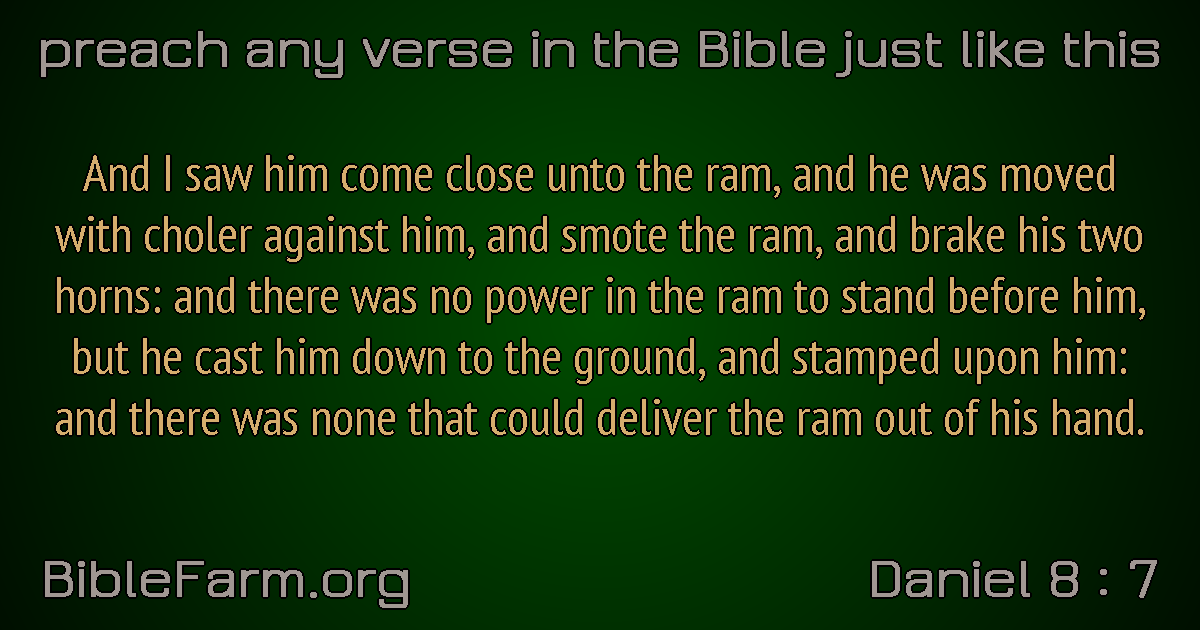 preach any verse in the Bible just like this
And I saw him come close unto the ram, and he was moved
with choler against him, and smote the ram, and brake his two
horns: and there was no power in the ram to stand before him,
but he cast him down to the ground, and stamped upon him:
and there was none that could deliver the ram out of his hand.
BibleFarm.org
Daniel 8 : 7